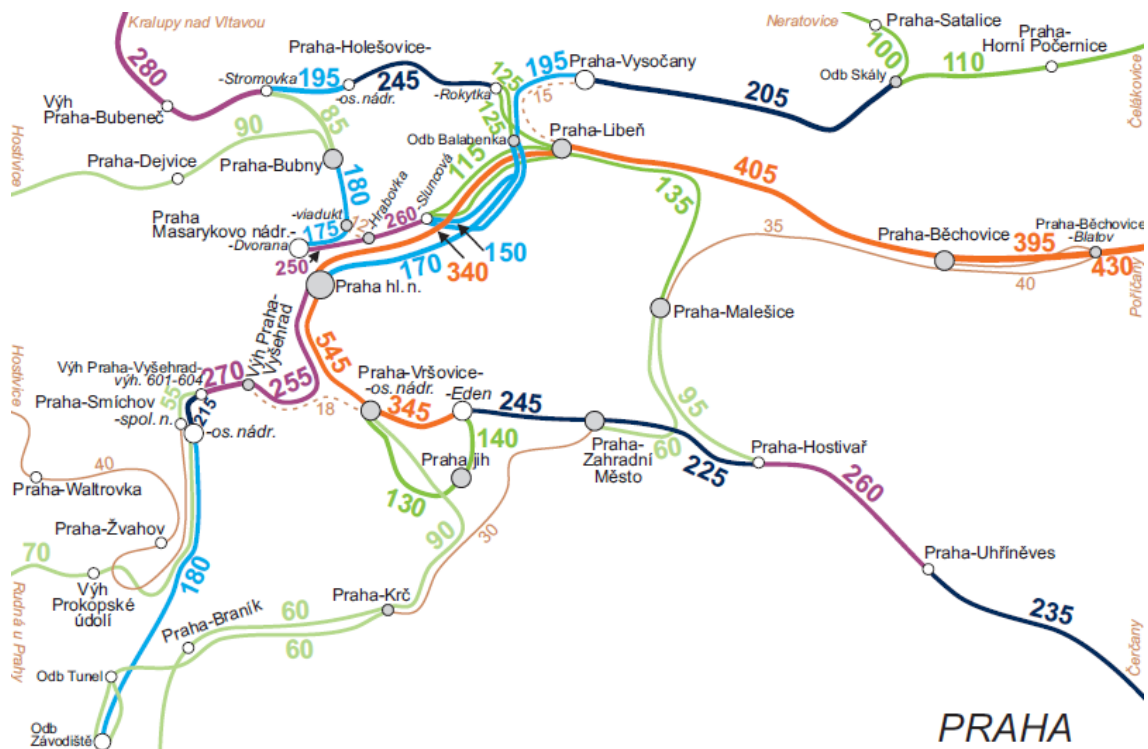 Kralupy nad Vltavou
280
Praha-Holešovice-
-os. nádr.
-Stromovka
195
245
Výh
Praha-Bubeneč
Neratovice
Praha-Satalice
100
Praha-
Horní Počernice
110
Odb Skály
Čelákovice
125
-Rokytka
125
195
Praha-Vysočany
15
205
Hostivice
90
85
Praha-Dejvice
Praha-Bubny
180
Odb Balabenka
Praha-Libeň
115
-Sluncová
-Hrabovka
260
405
135
-viadukt
12
175
Praha
Masarykovo nádr.-
-Dvorana
250
150
340
170
35
Praha-Běchovice
-Blatov
Praha-Běchovice
395
430
40
Poříčany
Praha hl. n.
Praha-Malešice
545
Výh Praha-
Vyšehrad
Výh Praha-Vyšehrad-
výh. 601-604
270
255
18
Praha-Vršovice-
-os. nádr.
-Eden
345
245
95
Hostivice
55
215
Praha-Smíchov
-spol. n.
-os. nádr.
140
Praha jih
130
Praha-
Zahradní
Město
60
225
Praha-Hostivař
260
40
Praha-Waltrovka
Praha-Žvahov
90
30
70
180
Výh
Prokopské
údolí
Rudná u Prahy
Praha-Uhříněves
235
Čerčany
Praha-Krč
60
60
Praha-Braník
Odb Tunel
Odb
Závodiště
PRAHA